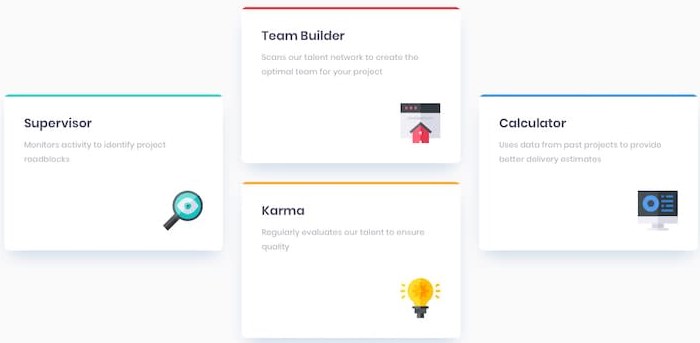 Team Builder
Scans our talent network to create the
optimal team for your project
Supervisor
Monitors activity to identify project
roadblocks
Calculator
Uses data from past projects to provide
better delivery estimates
Karma
Regularly evaluates our talent to ensure
quality